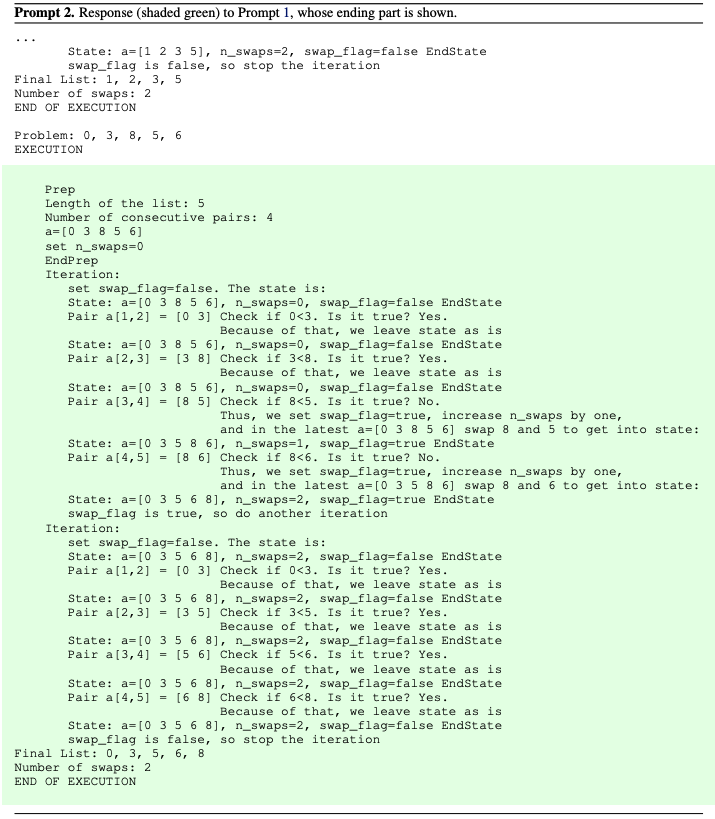 Prompt 2. Response (shaded green) to Prompt 1, whose ending part is shown.
...
State: a=[1 2 3 5], n_swaps=2, swap_flag=false EndState
swap_flag is false, so stop the iteration
Final List: 1, 2, 3, 5
Number of swaps: 2
END OF EXECUTION
Problem: 0, 3, 8, 5, 6
EXECUTION
Prep
Length of the list: 5
Number of consecutive pairs: 4
a=[0 3 8 5 6]
set n_swaps=0
EndPrep
Iteration:
set swap_flag=false. The state is:
State: a=[0 3 8 5 6], n_swaps=0, swap_flag=false EndState
Pair a[1,2] = [0 3] Check if 0<3. Is it true? Yes.
Because of that, we leave state as is
State: a=[0 3 8 5 6], n_swaps=0, swap_flag=false EndState
Pair a[2,3] = [3 8] Check if 3<8. Is it true? Yes.
Because of that, we leave state as is
State: a=[0 3 8 5 6], n_swaps=0, swap_flag=false EndState
Pair a[3,4] = [8 5] Check if 8<5. Is it true? No.
Thus, we set swap_flag=true, increase n_swaps by one,
and in the latest a=[0 3 8 5 6] swap 8 and 5 to get into state:
State: a=[0 3 5 8 6], n_swaps=1, swap_flag=true EndState
Pair a[4,5] = [8 6] Check if 8<6. Is it true? No.
Thus, we set swap_flag=true, increase n_swaps by one,
and in the latest a=[0 3 5 8 6] swap 8 and 6 to get into state:
State: a=[0 3 5 6 8], n_swaps=2, swap_flag=true EndState
swap_flag is true, so do another iteration
Iteration:
set swap_flag=false. The state is:
State: a=[0 3 5 6 8], n_swaps=2, swap_flag=false EndState
Pair a[1,2] = [0 3] Check if 0<3. Is it true? Yes.
Because of that, we leave state as is
State: a=[0 3 5 6 8], n_swaps=2, swap_flag=false EndState
Pair a[2,3] = [3 5] Check if 3<5. Is it true? Yes.
Because of that, we leave state as is
State: a=[0 3 5 6 8], n_swaps=2, swap_flag=false EndState
Pair a[3,4] = [5 6] Check if 5<6. Is it true? Yes.
Because of that, we leave state as is
State: a=[0 3 5 6 8], n_swaps=2, swap_flag=false EndState
Pair a[4,5] = [6 8] Check if 6<8. Is it true? Yes.
Because of that, we leave state as is
State: a=[0 3 5 6 8], n_swaps=2, swap_flag=false EndState
swap_flag is false, so stop the iteration
Final List: 0, 3, 5, 6, 8
Number of swaps: 2
END OF EXECUTION